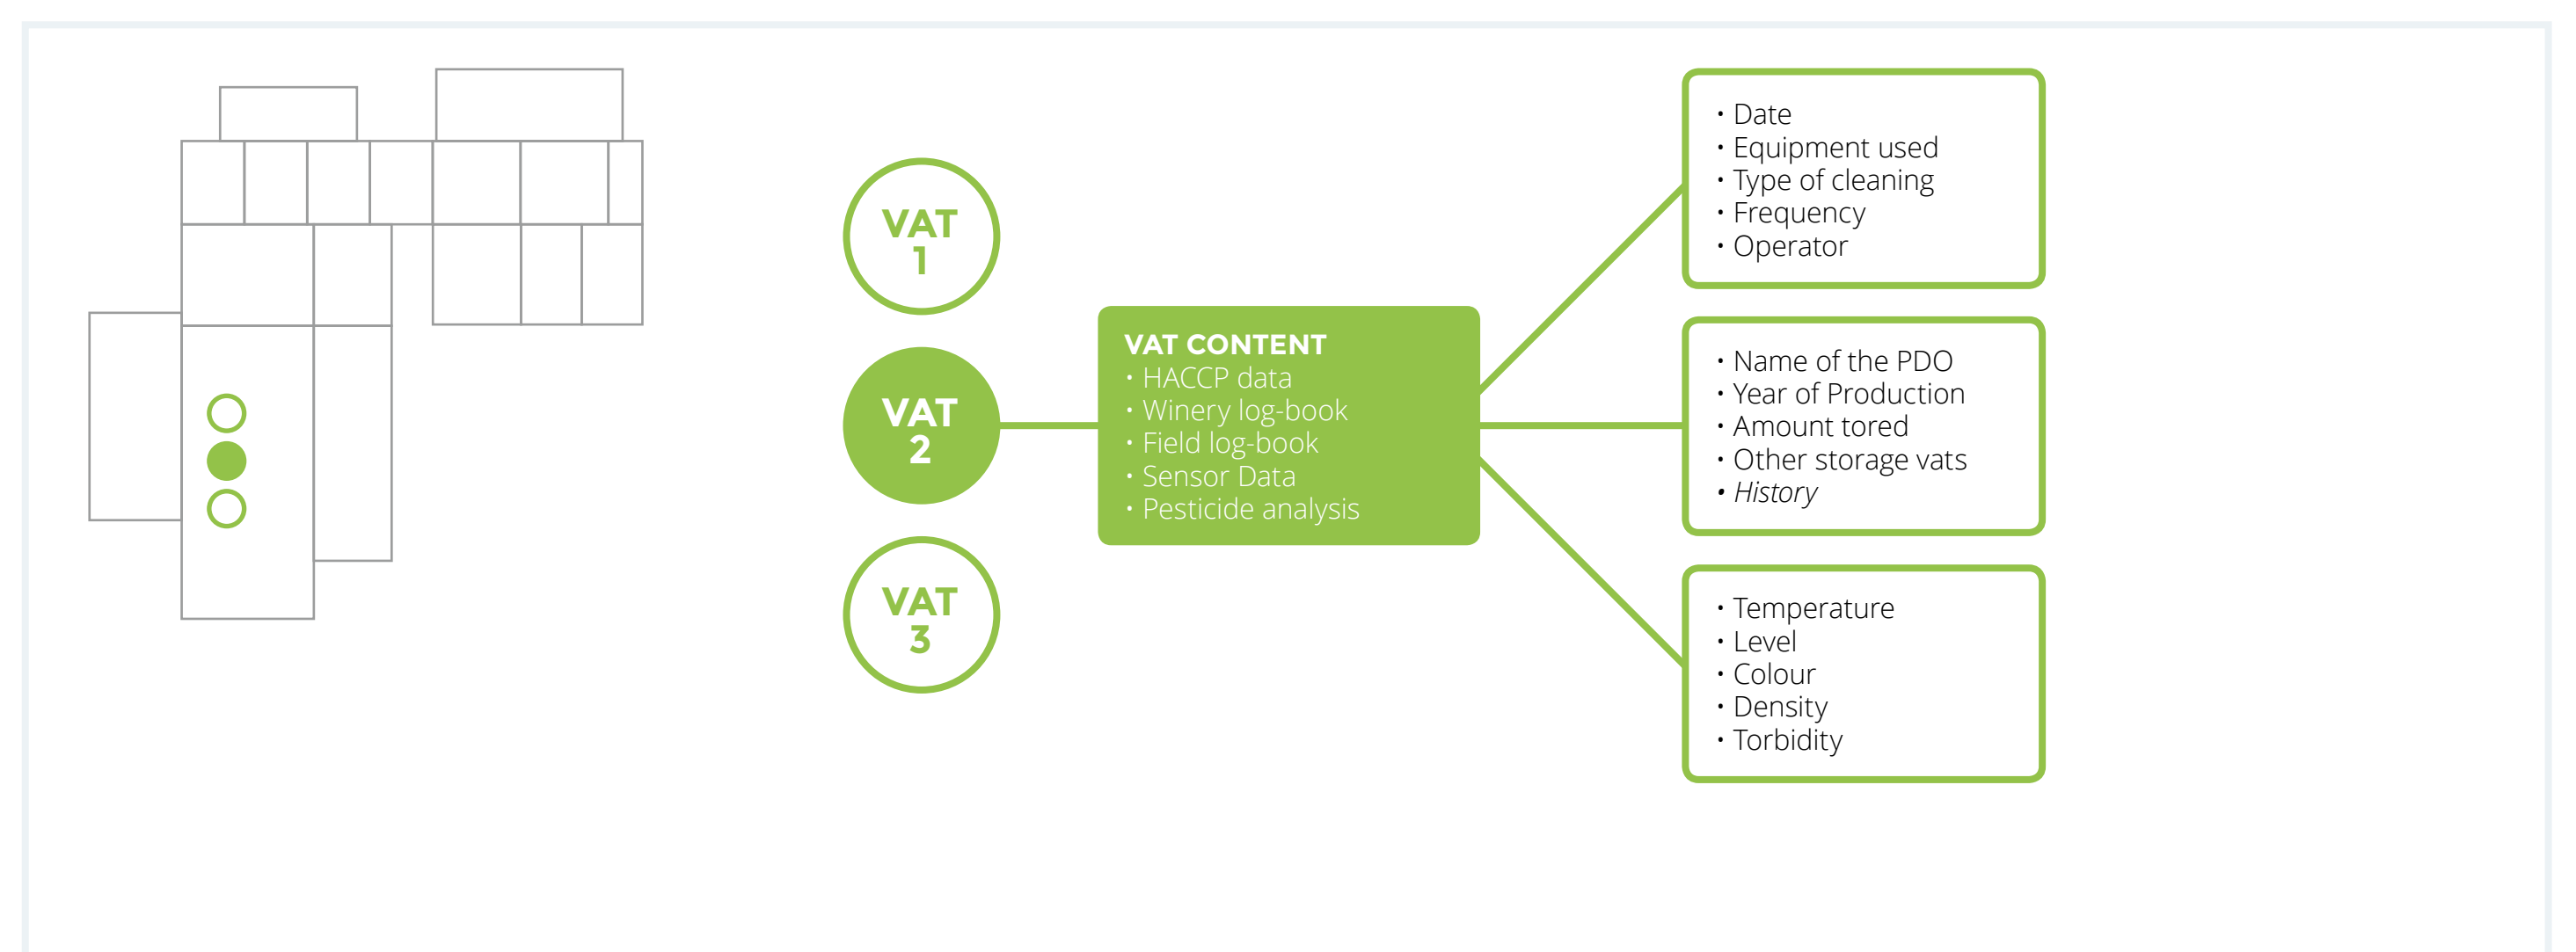 VAT
1
VAT
2
VAT
3
VAT CONTENT
• HACCP data
• Winery log-book
• Field log-book
• Sensor Data
• Pesticide analysis
• Date
• Equipment used
• Type of cleaning
• Frequency
• Operator
• Name of the PDO
• Year of Production
• Amount tored
• Other storage vats
• History
• Temperature
• Level
• Colour
• Density
• Torbidity